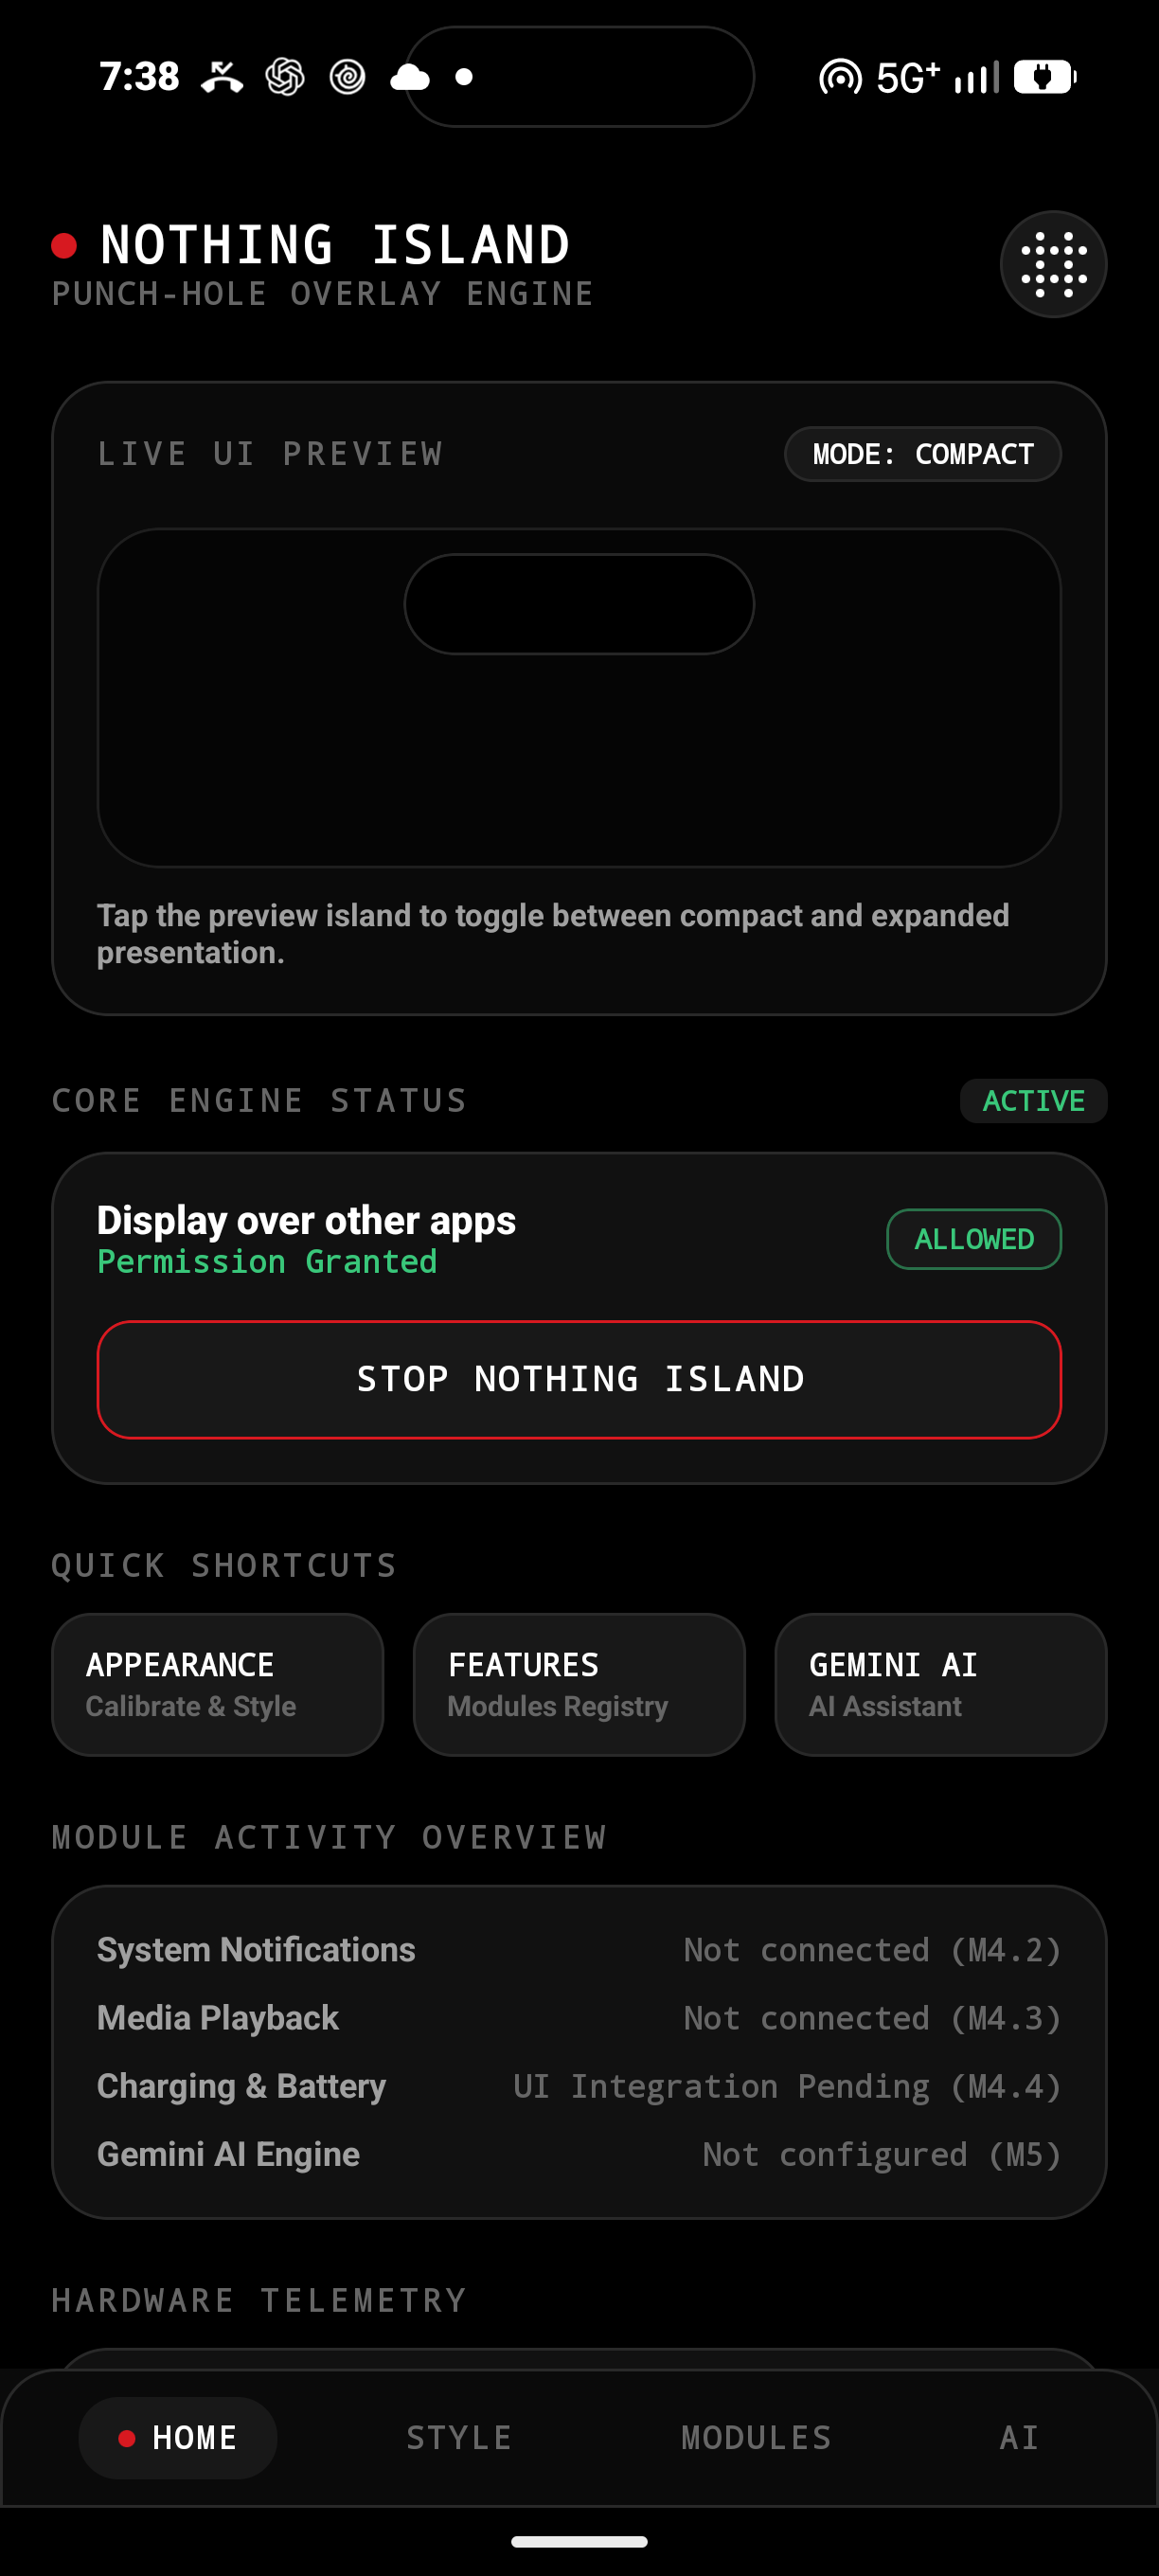 7:38
5G+
NOTHING ISLAND
PUNCH-HOLE OVERLAY ENGINE
LIVE UI PREVIEW
MODE: COMPACT
Tap the preview island to toggle between compact and expanded
presentation.
CORE ENGINE STATUS
ACTIVE
Display over other apps
Permission Granted
ALLOWED
STOP NOTHING ISLAND
QUICK SHORTCUTS
APPEARANCE
Calibrate & Style
FEATURES
Modules Registry
GEMINI AI
AI Assistant
MODULE ACTIVITY OVERVIEW
System Notifications
Not connected (M4.2)
Media Playback
Not connected (M4.3)
Charging & Battery
UI Integration Pending (M4.4)
Gemini AI Engine
Not configured (M5)
HARDWARE TELEMETRY
HOME
STYLE
MODULES
AI